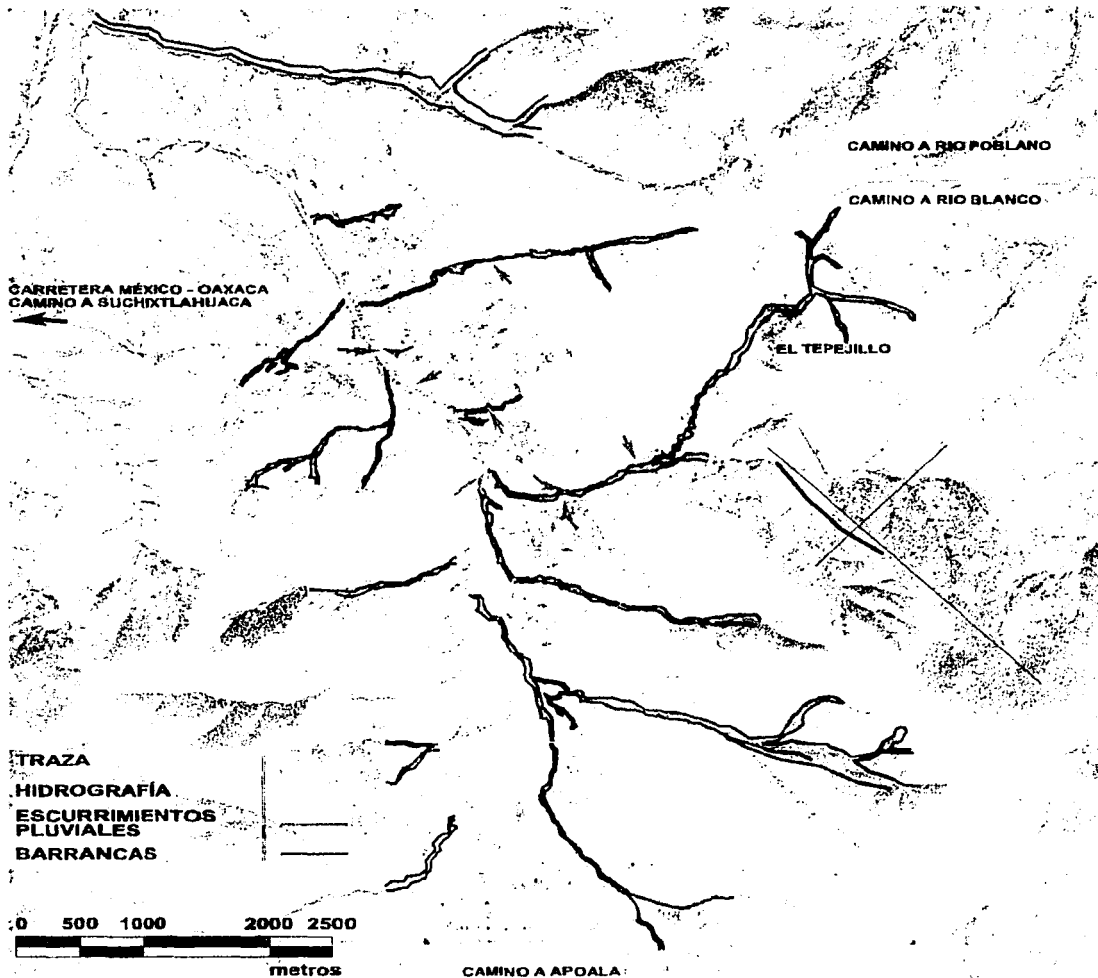 CAMINO A RIO POBLANO
CAMINO A RIO BLANCO
CARRETERA MÉXICO - OAXACA
CAMINO A SUCHIXTLAHUACA
EL TEPEJILLO
TRAZA
HIDROGRAFÍA
ESCURRIMIENTOS
PLUVIALES
BARRANCAS
0 500 1000 2000 2500
metros
CAMINO A APOALA